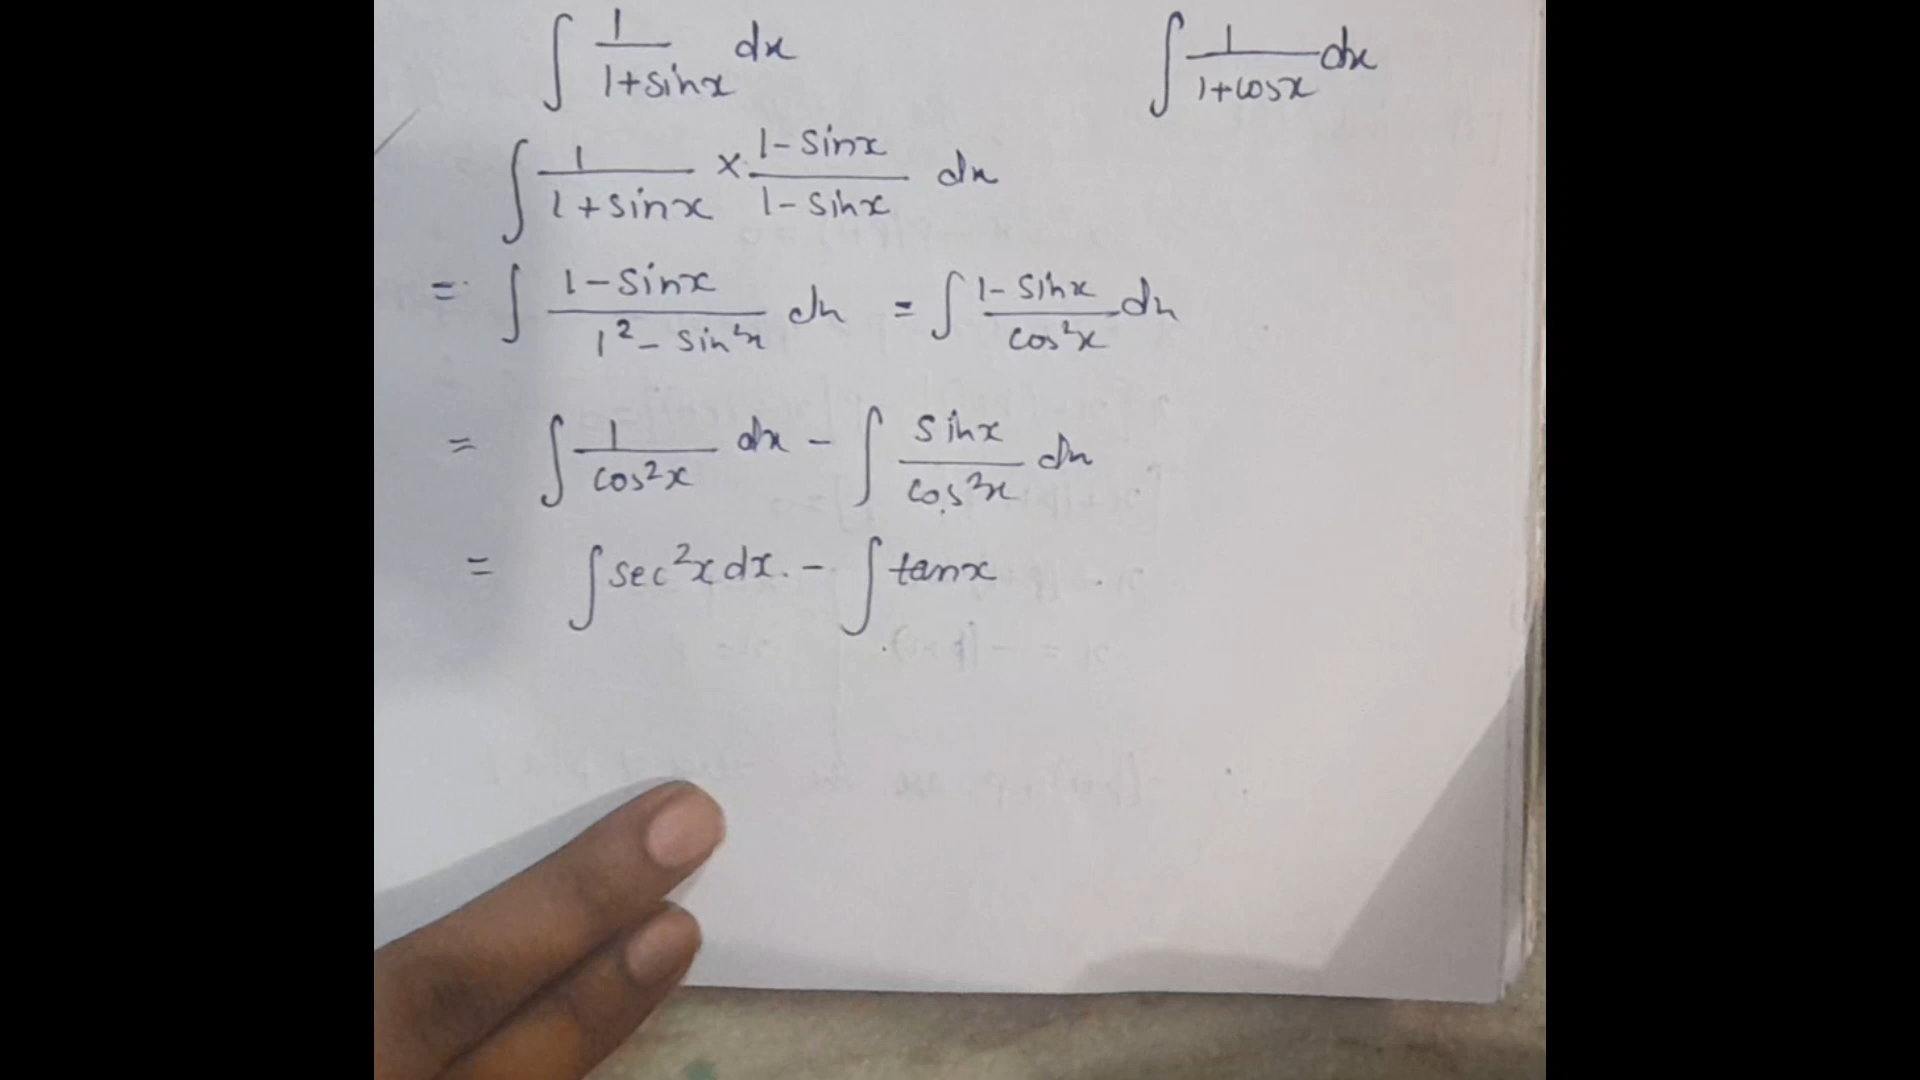 ∫ 1/(1+sinx) dx    ∫ 1/(1+cosx) dx
∫ 1/(1+sinx) × (1-sinx)/(1-sinx) dx
= ∫ (1-sinx)/(1²-sin²x) dx = ∫ (1-sinx)/(cos²x) dx
= ∫ 1/(cos²x) dx - ∫ sinx/(cos²x) dx
= ∫ sec²x dx. - ∫ tanx